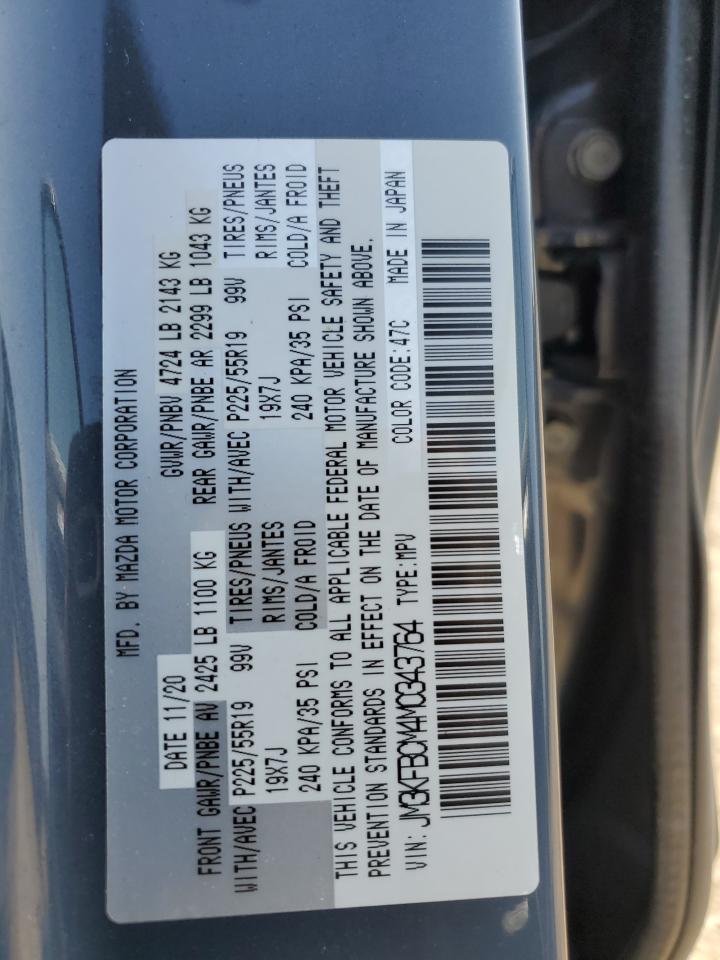 MFD. BY MAZDA MOTOR CORPORATION
DATE 11/20 GVWR/PNBV 4724 LB 2143 KG
FRONT GAWR/PNBE AV 2425 LB 1100 KG REAR GAWR/PNBE AR 2299 LB 1043 KG
WITH/AVEC P225/55R19 99V TIRES/PNEUS WITH/AVEC P225/55R19 99V TIRES/PNEUS
19X7J RIMS/JANTES 19X7J RIMS/JANTES
240 KPA/35 PSI COLD/A FROID 240 KPA/35 PSI COLD/A FROID
THIS VEHICLE CONFORMS TO ALL APPLICABLE FEDERAL MOTOR VEHICLE SAFETY AND THEFT
PREVENTION STANDARDS IN EFFECT ON THE DATE OF MANUFACTURE SHOWN ABOVE.
VIN: JM3KFBCM4M0343764 TYPE:MPV COLOR CODE:47C MADE IN JAPAN